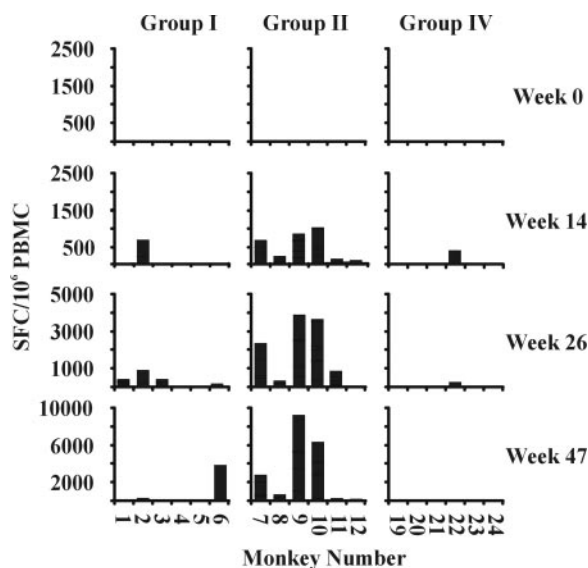 Group I Group II Group IV
2500
1500
500
Week 0
2500
1500
500
Week 14
5000
3000
1000
Week 26
10000
6000
2000
Week 47
SFC/10⁶ PBMC
1 2 3 4 5 6 7 8 9 10 11 12 19 20 21 22 23 24
Monkey Number